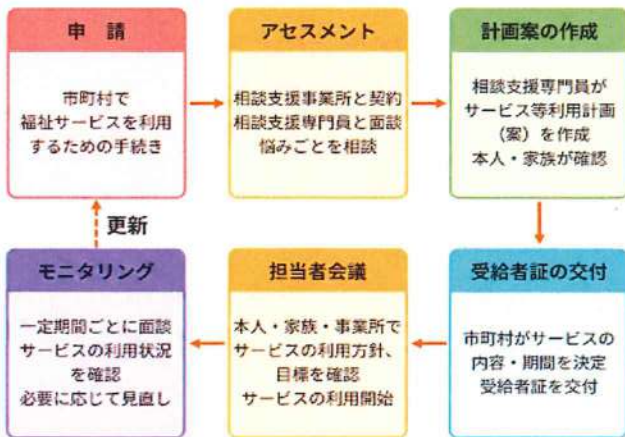 申　請
市町村で
福祉サービスを利用
するための手続き
アセスメント
相談支援事業所と契約
相談支援専門員と面談
悩みごとを相談
計画案の作成
相談支援専門員が
サービス等利用計画
（案）を作成
本人・家族が確認
受給者証の交付
市町村がサービスの
内容・期間を決定
受給者証を交付
担当者会議
本人・家族・事業所で
サービスの利用方針、
目標を確認
サービスの利用開始
モニタリング
一定期間ごとに面談
サービスの利用状況
を確認
必要に応じて見直し
更新